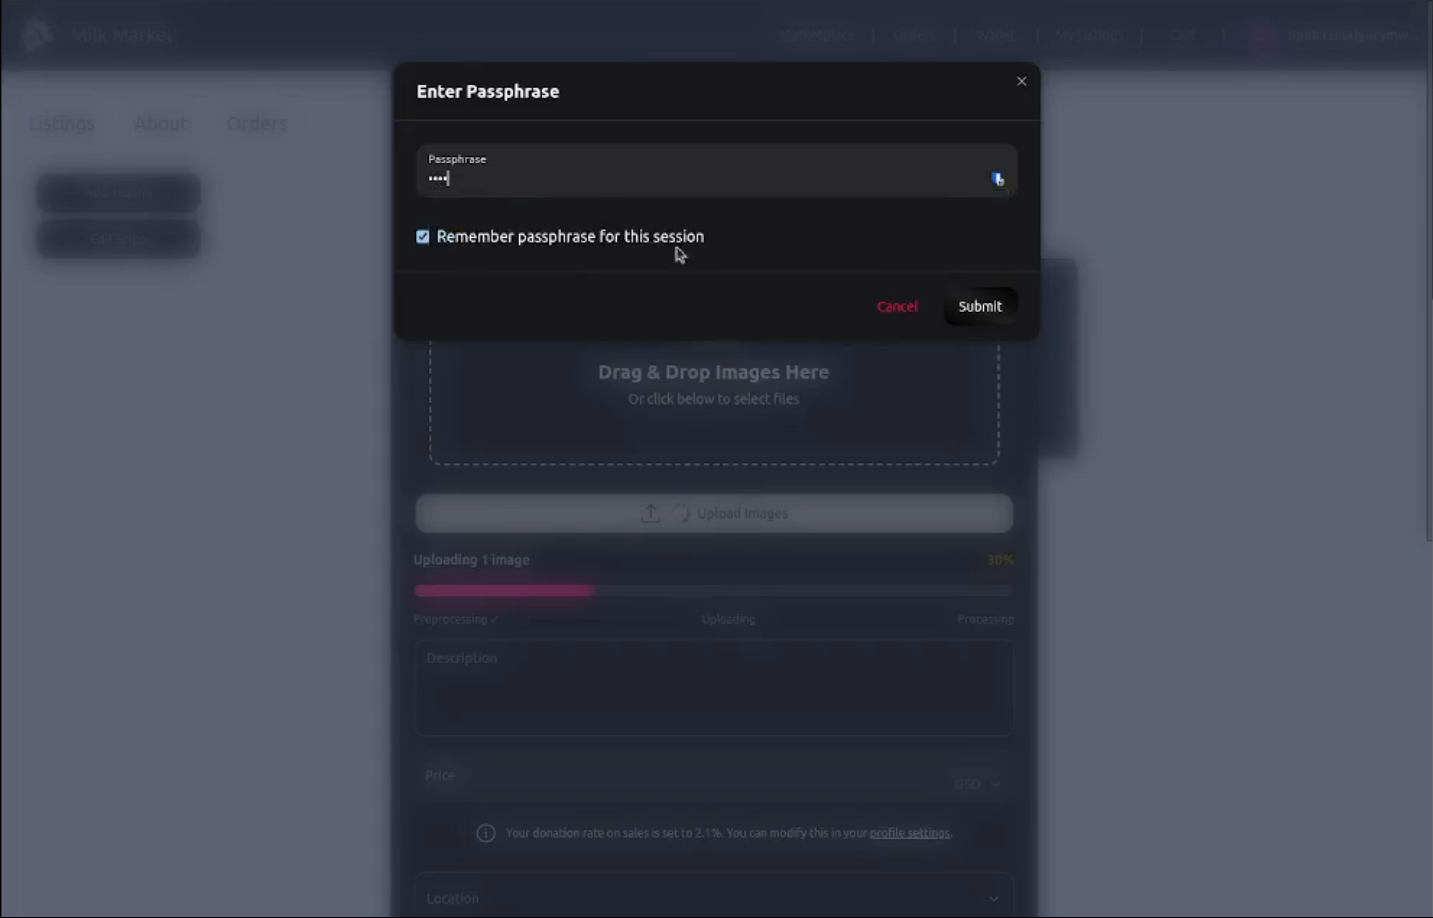 Milk Market
Marketplace | Orders | Wallet | My Listings | Cart |
Enter Passphrase
Passphrase
••••
Remember passphrase for this session
Cancel
Submit
Listings
About
Orders
Drag & Drop Images Here
Or click below to select files
Upload Images
Uploading 1 image
30%
Preprocessing ✓
Uploading
Processing
Description
Price
USD
Your donation rate on sales is set to 2.1%. You can modify this in your profile settings.
Location